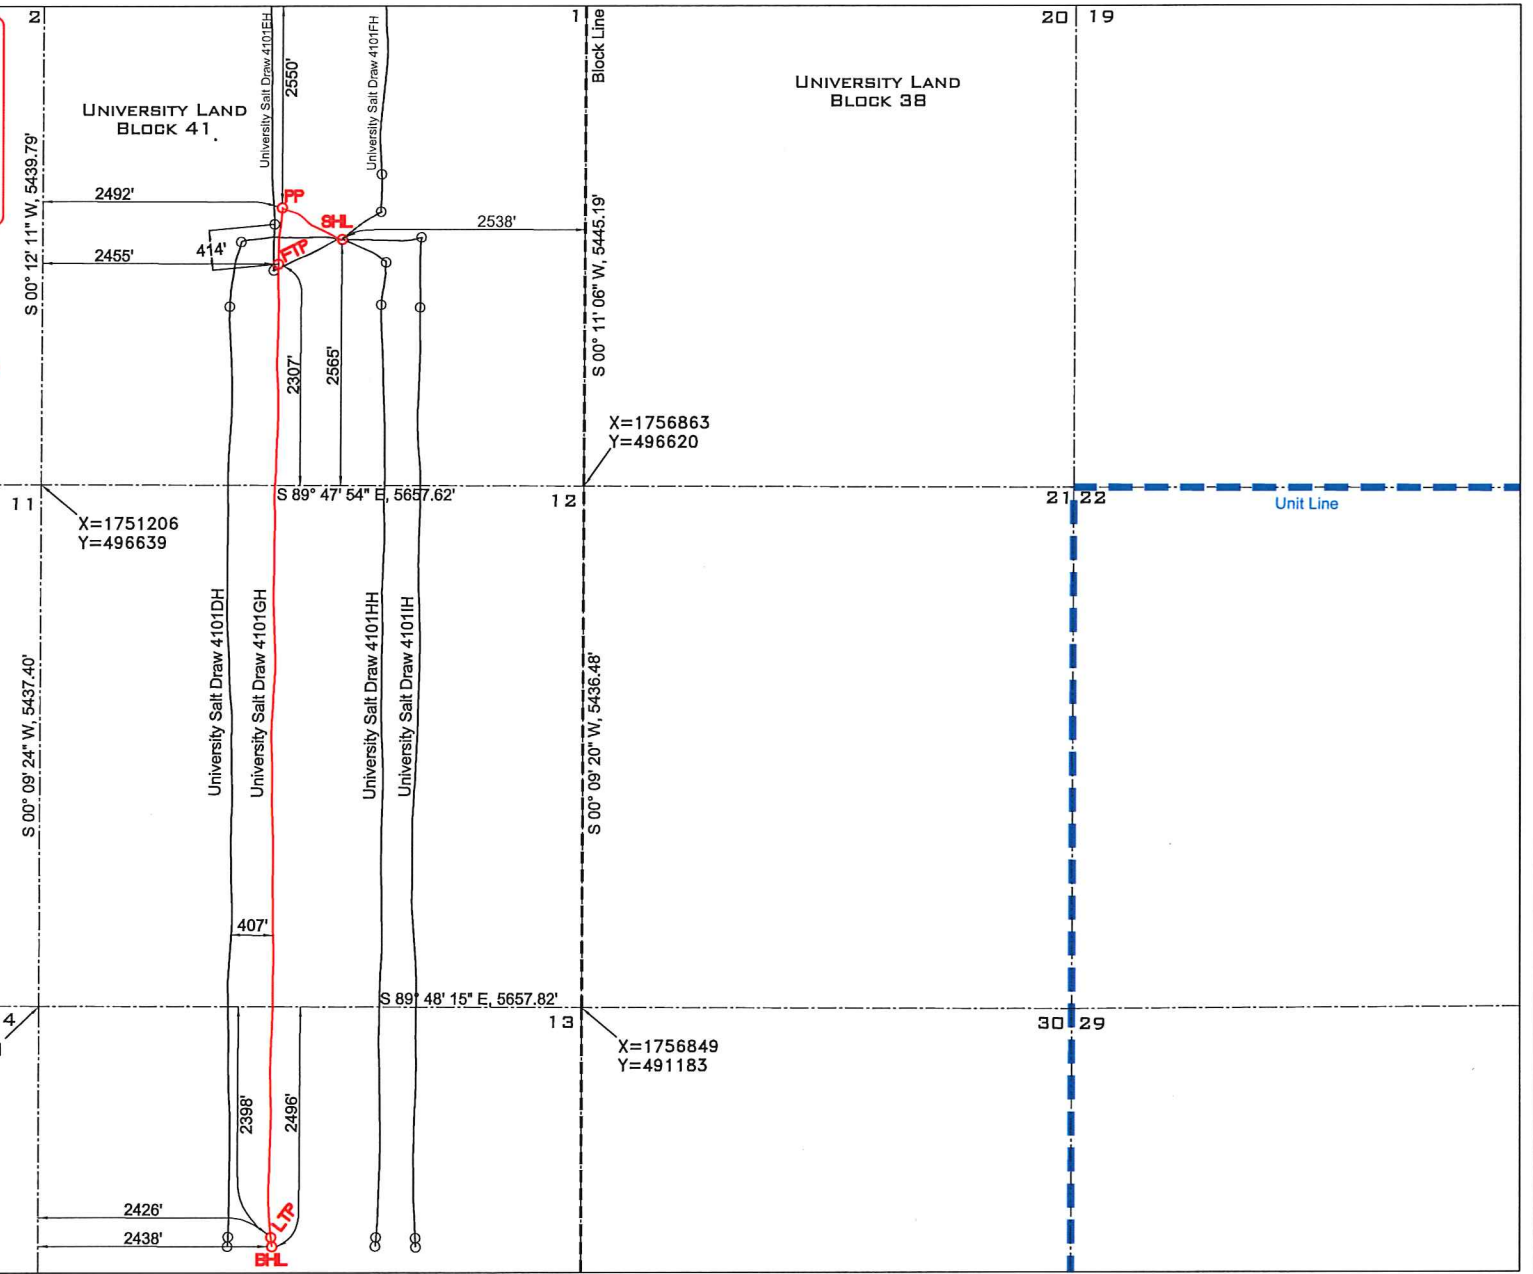 2
1
20
19
University Salt Draw 4101EH
2550'
University Salt Draw 4101FH
Block Line
UNIVERSITY LAND
BLOCK 41
UNIVERSITY LAND
BLOCK 38
S 00° 12' 11" W, 5439.79'
2492'
PP
SHL
2538'
414'
FTP
2455'
S 00° 11' 06" W, 5445.19'
2307'
2565'
X=1756863
Y=496620
S 89° 47' 54" E, 5657.62'
11
12
21
22
Unit Line
X=1751206
Y=496639
University Salt Draw 4101DH
University Salt Draw 4101GH
University Salt Draw 4101HH
University Salt Draw 4101IH
S 00° 09' 24" W, 5437.40'
S 00° 09' 20" W, 5436.48'
407'
S 89° 48' 15" E, 5657.82'
4
13
30
29
X=1756849
Y=491183
2398'
2496'
2426'
LTP
2438'
BHL